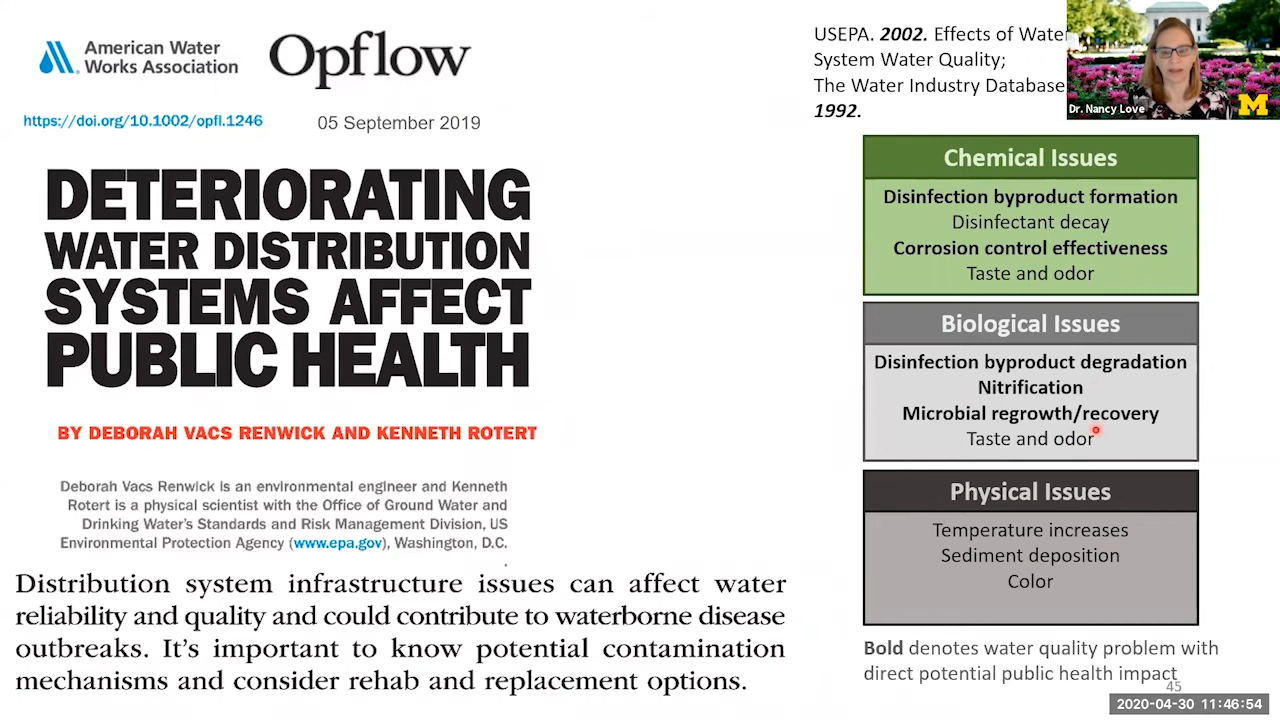 American Water
Works Association
Opflow
https://doi.org/10.1002/opfl.1246
05 September 2019
DETERIORATING
WATER DISTRIBUTION
SYSTEMS AFFECT
PUBLIC HEALTH
BY DEBORAH VACS RENWICK AND KENNETH ROTERT
Deborah Vacs Renwick is an environmental engineer and Kenneth
Rotert is a physical scientist with the Office of Ground Water and
Drinking Water's Standards and Risk Management Division, US
Environmental Protection Agency (www.epa.gov), Washington, D.C.
Distribution system infrastructure issues can affect water
reliability and quality and could contribute to waterborne disease
outbreaks. It's important to know potential contamination
mechanisms and consider rehab and replacement options.
USEPA. 2002. Effects of Water
System Water Quality;
The Water Industry Database
1992.
Dr. Nancy Love
M
Chemical Issues
Disinfection byproduct formation
Disinfectant decay
Corrosion control effectiveness
Taste and odor
Biological Issues
Disinfection byproduct degradation
Nitrification
Microbial regrowth/recovery
Taste and odor
Physical Issues
Temperature increases
Sediment deposition
Color
Bold denotes water quality problem with
direct potential public health impact
45
2020-04-30 11:46:54